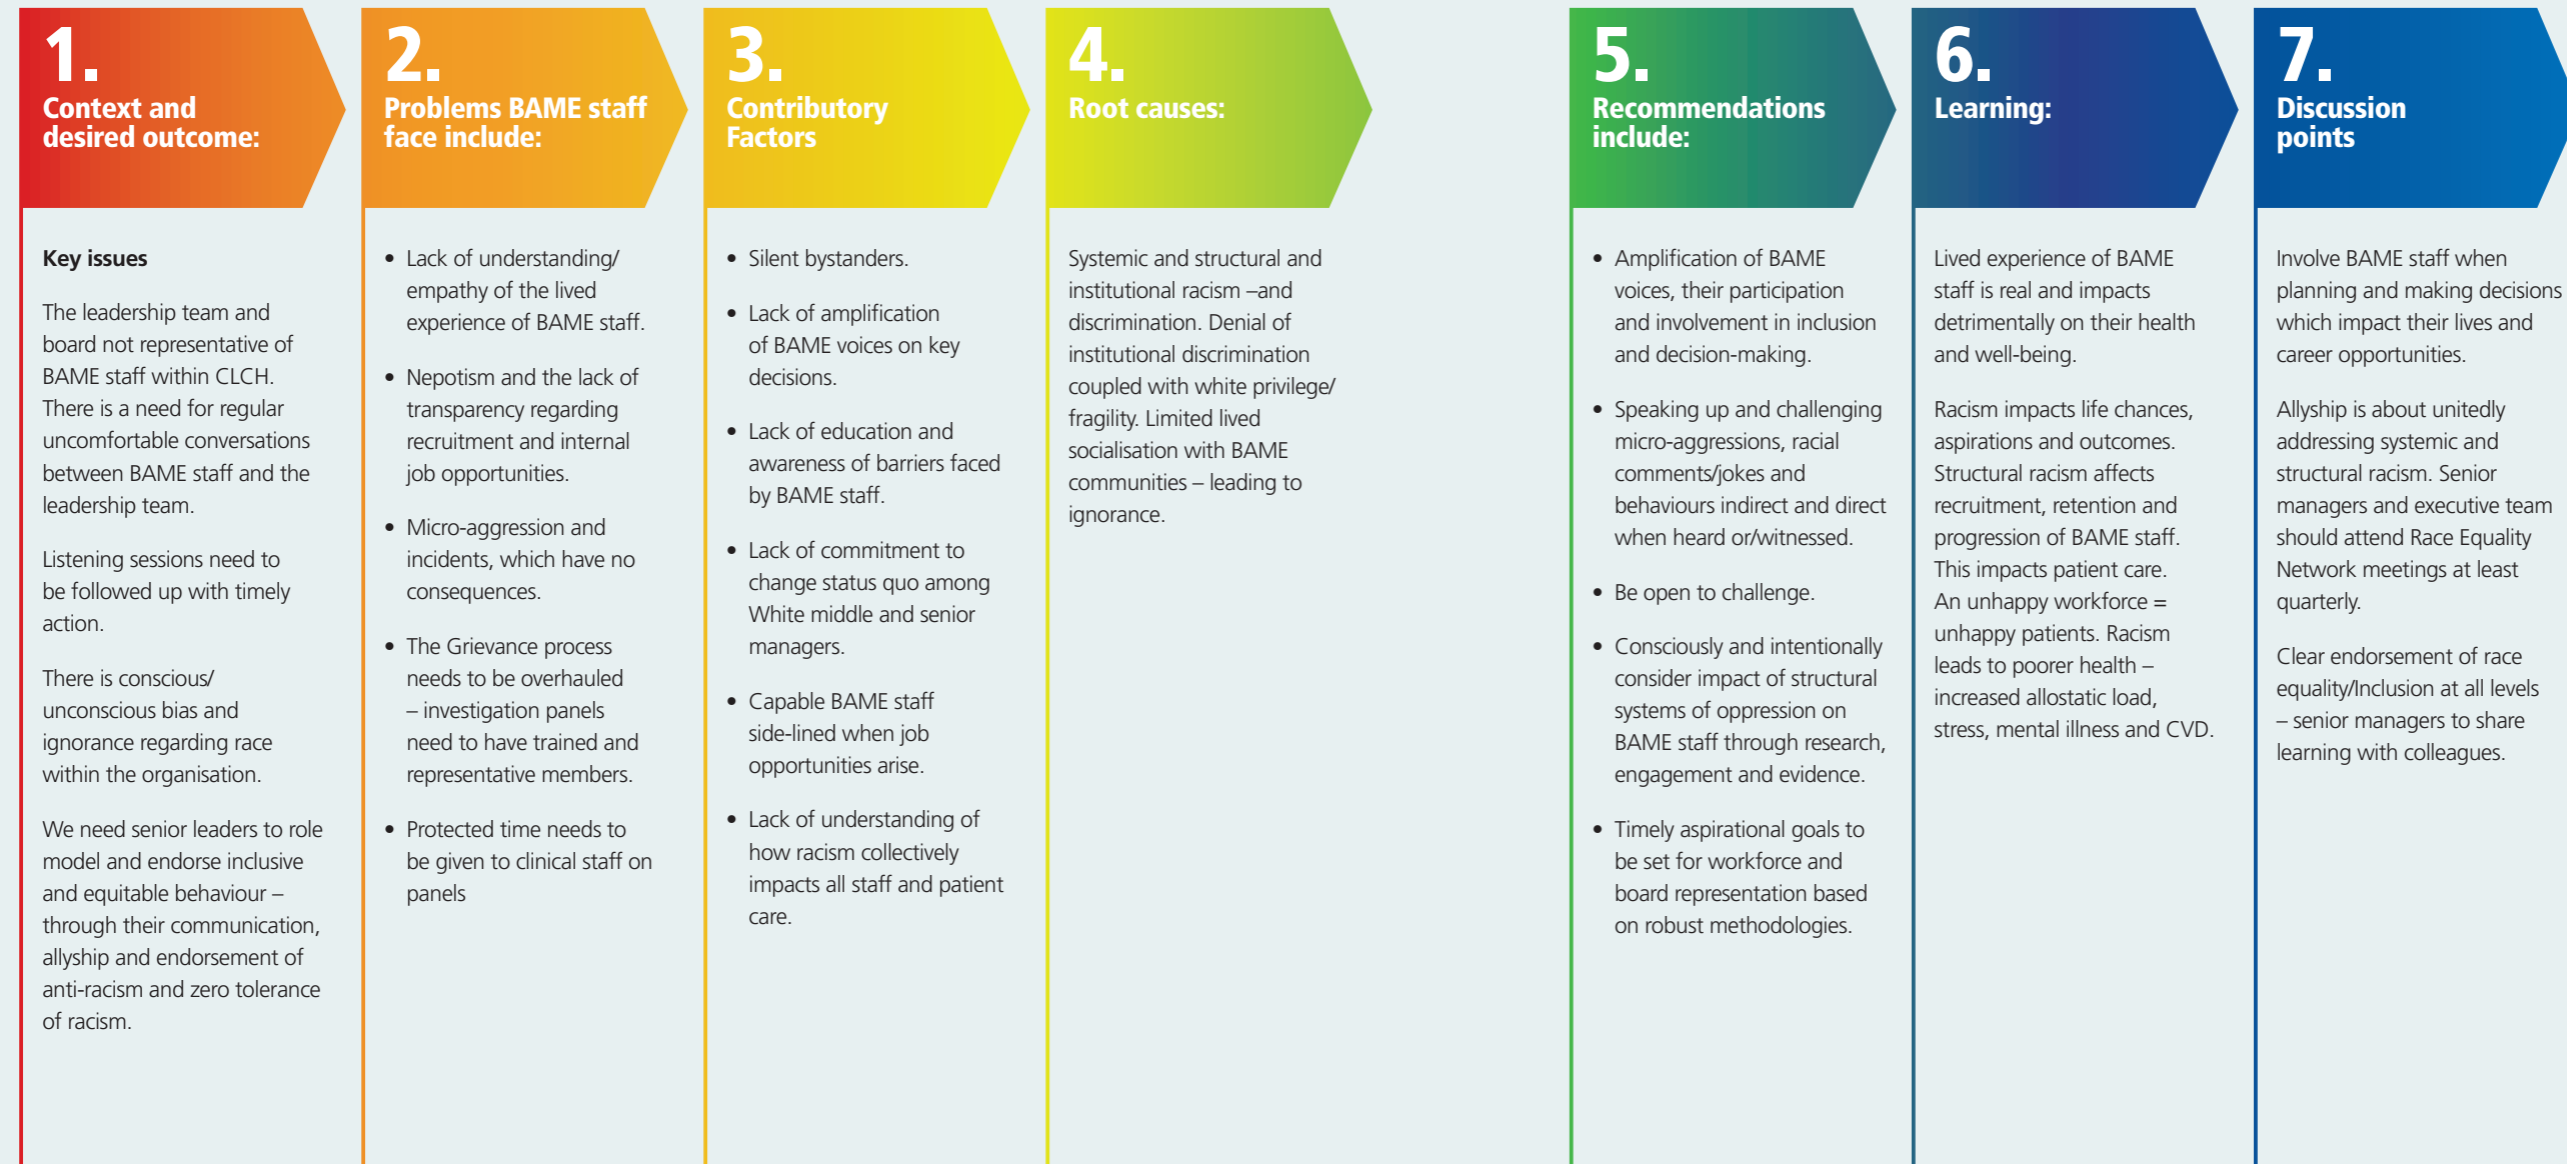 1.
Context and
desired outcome:
Key issues
The leadership team and
board not representative of
BAME staff within CLCH.
There is a need for regular
uncomfortable conversations
between BAME staff and the
leadership team.
Listening sessions need to
be followed up with timely
action.
There is conscious/
unconscious bias and
ignorance regarding race
within the organisation.
We need senior leaders to role
model and endorse inclusive
and equitable behaviour –
through their communication,
allyship and endorsement of
anti-racism and zero tolerance
of racism.
2.
Problems BAME staff
face include:
• Lack of understanding/
empathy of the lived
experience of BAME staff.
• Nepotism and the lack of
transparency regarding
recruitment and internal
job opportunities.
• Micro-aggression and
incidents, which have no
consequences.
• The Grievance process
needs to be overhauled
– investigation panels
need to have trained and
representative members.
• Protected time needs to
be given to clinical staff on
panels
3.
Contributory
Factors
• Silent bystanders.
• Lack of amplification
of BAME voices on key
decisions.
• Lack of education and
awareness of barriers faced
by BAME staff.
• Lack of commitment to
change status quo among
White middle and senior
managers.
• Capable BAME staff
side-lined when job
opportunities arise.
• Lack of understanding of
how racism collectively
impacts all staff and patient
care.
4.
Root causes:
Systemic and structural and
institutional racism –and
discrimination. Denial of
institutional discrimination
coupled with white privilege/
fragility. Limited lived
socialisation with BAME
communities – leading to
ignorance.
5.
Recommendations
include:
• Amplification of BAME
voices, their participation
and involvement in inclusion
and decision-making.
• Speaking up and challenging
micro-aggressions, racial
comments/jokes and
behaviours indirect and direct
when heard or/witnessed.
• Be open to challenge.
• Consciously and intentionally
consider impact of structural
systems of oppression on
BAME staff through research,
engagement and evidence.
• Timely aspirational goals to
be set for workforce and
board representation based
on robust methodologies.
6.
Learning:
Lived experience of BAME
staff is real and impacts
detrimentally on their health
and well-being.
Racism impacts life chances,
aspirations and outcomes.
Structural racism affects
recruitment, retention and
progression of BAME staff.
This impacts patient care.
An unhappy workforce =
unhappy patients. Racism
leads to poorer health –
increased allostatic load,
stress, mental illness and CVD.
7.
Discussion
points
Involve BAME staff when
planning and making decisions
which impact their lives and
career opportunities.
Allyship is about unitedly
addressing systemic and
structural racism. Senior
managers and executive team
should attend Race Equality
Network meetings at least
quarterly.
Clear endorsement of race
equality/Inclusion at all levels
– senior managers to share
learning with colleagues.